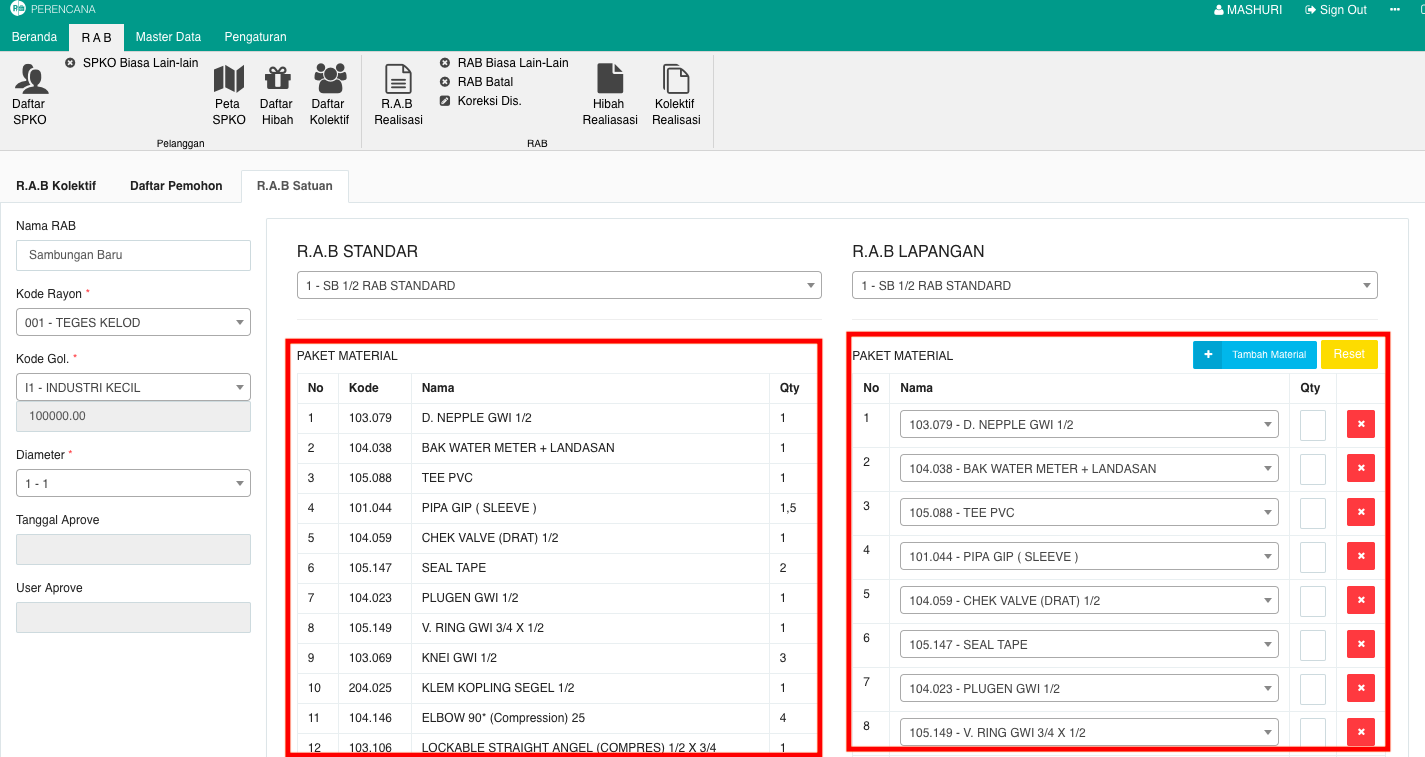 Rab PERENCANA
MASHURI Sign Out
Beranda R A B Master Data Pengaturan
Daftar SPKO
SPKO Biasa Lain-lain
Peta SPKO
Daftar Hibah
Daftar Kolektif
Pelanggan
R.A.B Realisasi
RAB Biasa Lain-Lain
RAB Batal
Koreksi Dis.
Hibah Realiasasi
Kolektif Realisasi
RAB
R.A.B Kolektif Daftar Pemohon R.A.B Satuan
Nama RAB
Sambungan Baru
Kode Rayon *
001 - TEGES KELOD
Kode Gol. *
I1 - INDUSTRI KECIL
100000.00
Diameter *
1 - 1
Tanggal Aprove
User Aprove
R.A.B STANDAR
1 - SB 1/2 RAB STANDARD
PAKET MATERIAL
No Kode Nama Qty
1 103.079 D. NEPPLE GWI 1/2 1
2 104.038 BAK WATER METER + LANDASAN 1
3 105.088 TEE PVC 1
4 101.044 PIPA GIP ( SLEEVE ) 1,5
5 104.059 CHEK VALVE (DRAT) 1/2 1
6 105.147 SEAL TAPE 2
7 104.023 PLUGEN GWI 1/2 1
8 105.149 V. RING GWI 3/4 X 1/2 1
9 103.069 KNEI GWI 1/2 3
10 204.025 KLEM KOPLING SEGEL 1/2 1
11 104.146 ELBOW 90* (Compression) 25 4
12 103.106 LOCKABLE STRAIGHT ANGEL (COMPRES) 1/2 X 3/4 1
R.A.B LAPANGAN
1 - SB 1/2 RAB STANDARD
PAKET MATERIAL + Tambah Material Reset
No Nama Qty
1 103.079 - D. NEPPLE GWI 1/2
2 104.038 - BAK WATER METER + LANDASAN
3 105.088 - TEE PVC
4 101.044 - PIPA GIP ( SLEEVE )
5 104.059 - CHEK VALVE (DRAT) 1/2
6 105.147 - SEAL TAPE
7 104.023 - PLUGEN GWI 1/2
8 105.149 - V. RING GWI 3/4 X 1/2